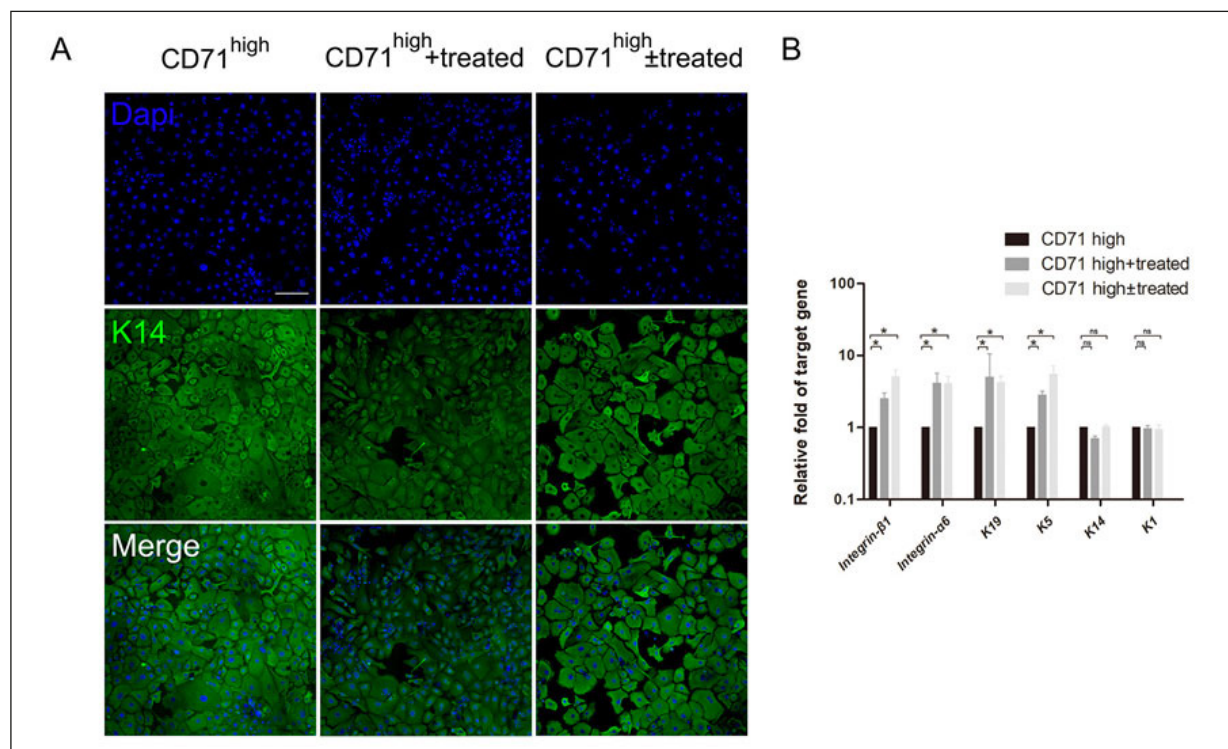 A
CD71high
CD71high+treated
CD71high±treated
B
Dapi
K14
Merge
CD71 high
CD71 high+treated
CD71 high±treated
Relative fold of target gene
100
10
1
0.1
* * * * * * * * ns ns ns ns
Integrin-β1
Integrin-α6
K19
K5
K14
K1